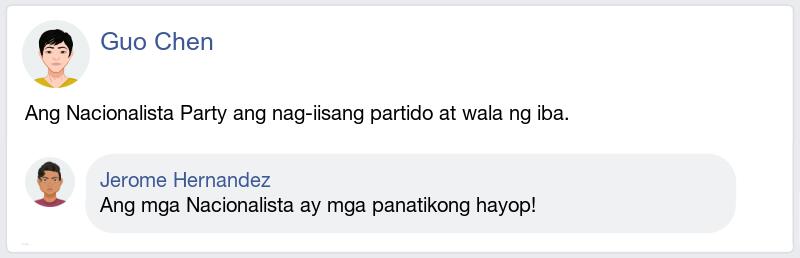 Guo Chen
Ang Nacionalista Party ang nag-iisang partido at wala ng iba.
Jerome Hernandez
Ang mga Nacionalista ay mga panatikong hayop!